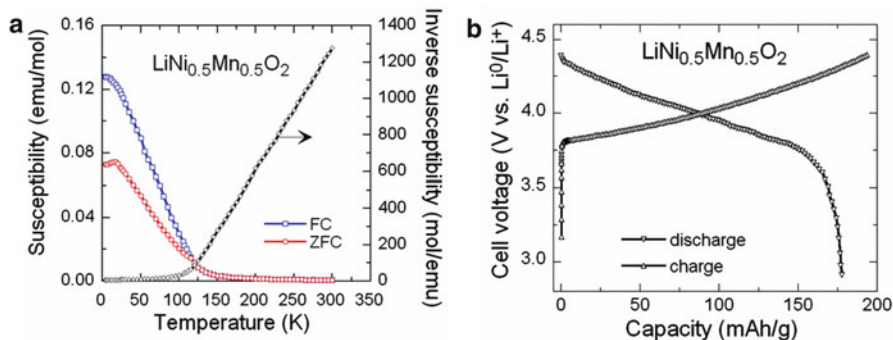 a
LiNi0.5Mn0.5O2
Susceptibility (emu/mol)
0.16
0.12
0.08
0.04
0.00
FC
ZFC
0 50 100 150 200 250 300 350
Temperature (K)
1400
1200
1000
800
600
400
200
0
Inverse susceptibility (mol/emu)
b
LiNi0.5Mn0.5O2
Cell voltage (V vs. Li0/Li+)
4.5
4.0
3.5
3.0
discharge
charge
0 50 100 150 200
Capacity (mAh/g)